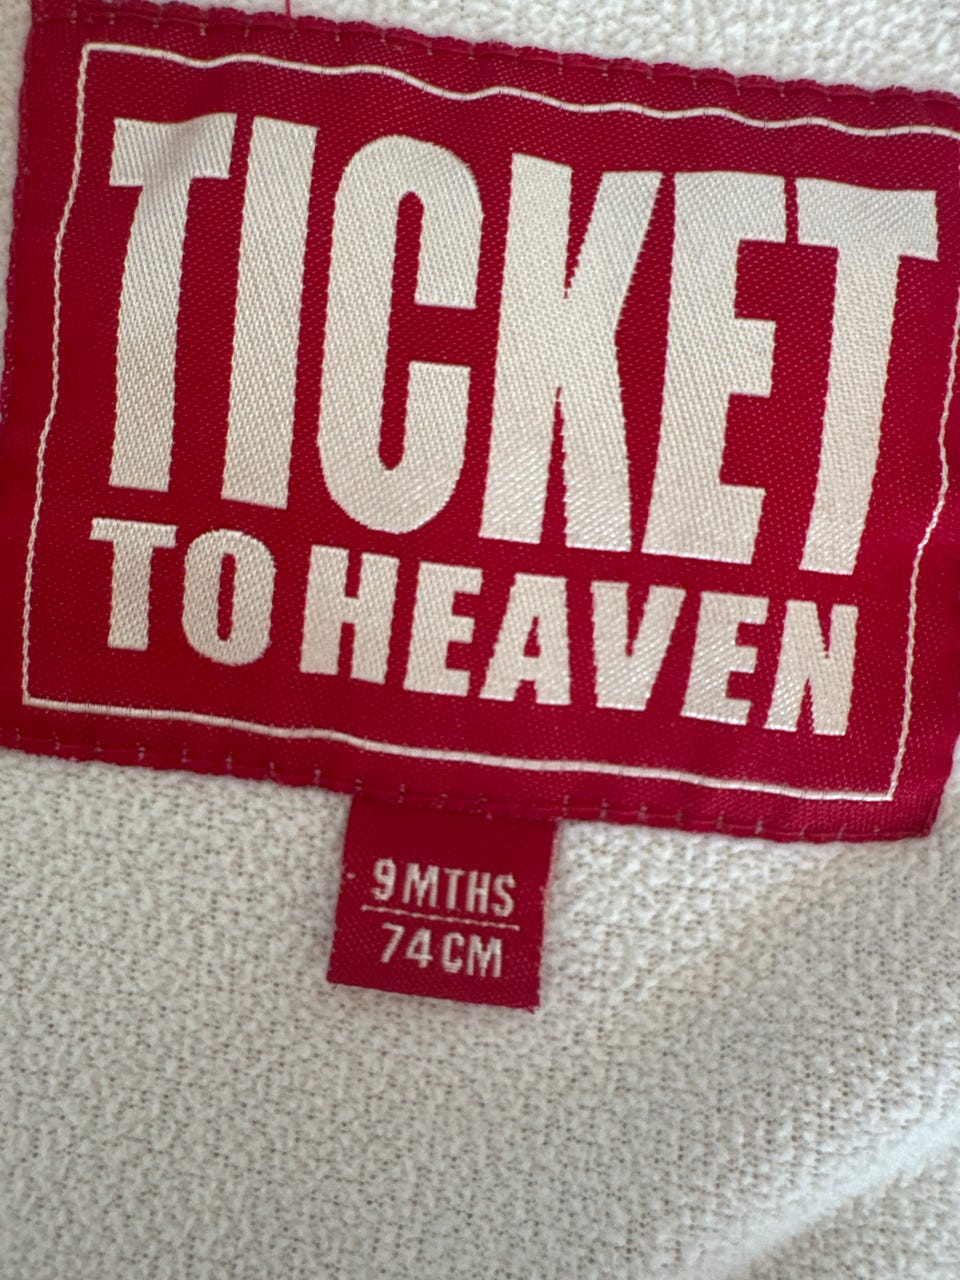 TICKET
TO HEAVEN
9 MTHS
74 CM